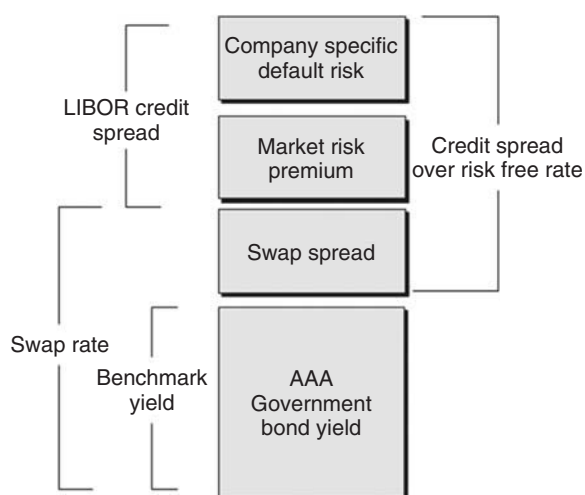 Company specific
default risk
LIBOR credit
spread
Market risk
premium
Credit spread
over risk free rate
Swap spread
Swap rate
Benchmark
yield
AAA
Government
bond yield